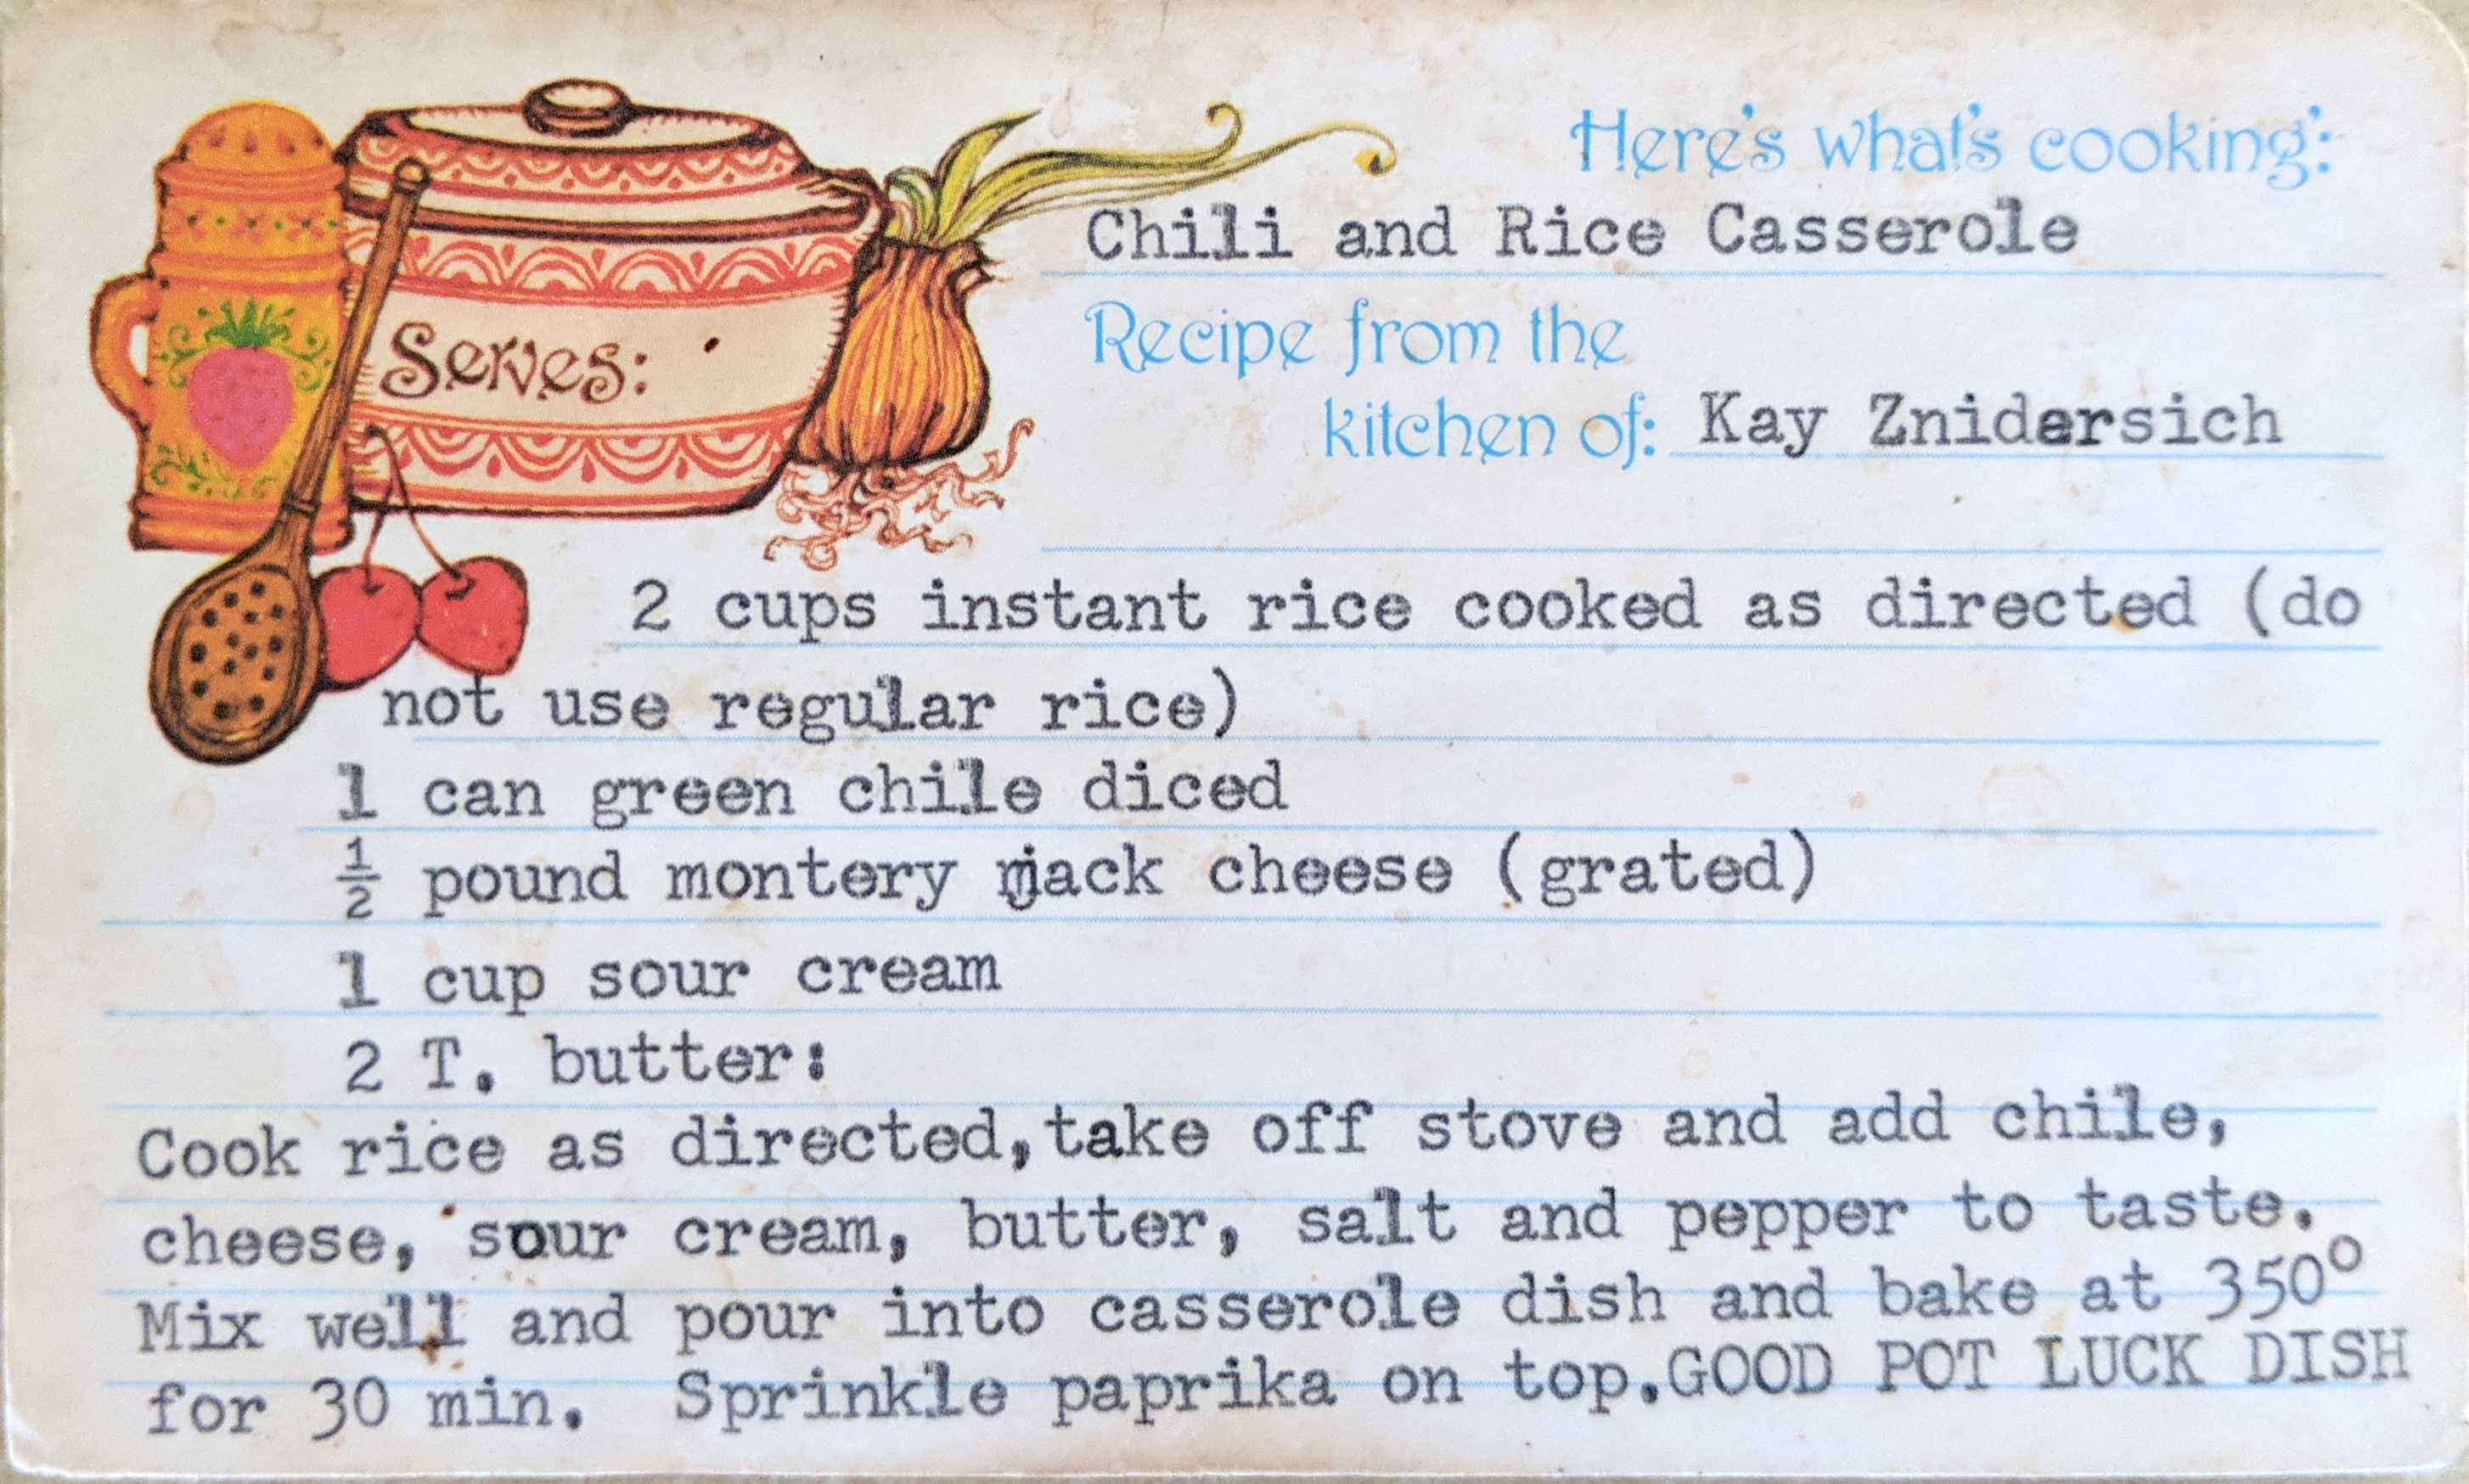 Here's what's cooking:
Chili and Rice Casserole
Serves:
Recipe from the
kitchen of: Kay Znidersich
2 cups instant rice cooked as directed (do
not use regular rice)
1 can green chile diced
½ pound montery jack cheese (grated)
1 cup sour cream
2 T. butter:
Cook rice as directed,take off stove and add chile,
cheese, sour cream, butter, salt and pepper to taste.
Mix well and pour into casserole dish and bake at 350°
for 30 min. Sprinkle paprika on top.GOOD POT LUCK DISH